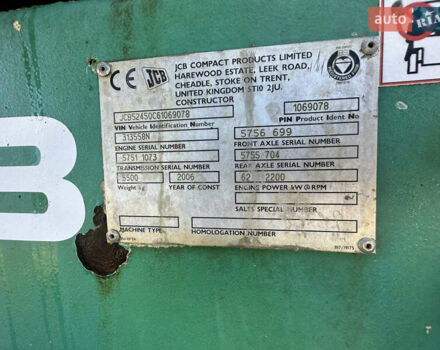 auto RIA
CE JCB
JCB COMPACT PRODUCTS LIMITED
HAREWOOD ESTATE, LEEK ROAD,
CHEADLE, STOKE ON TRENT,
UNITED KINGDOM ST10 2JU.
CONSTRUCTOR
JCB52450C61069078 1069078
VIN Vehicle Identification Number PIN Product Ident No
313558N 5756 699
ENGINE SERIAL NUMBER FRONT AXLE SERIAL NUMBER
5751 1073 5755 704
TRANSMISSION SERIAL NUMBER REAR AXLE SERIAL NUMBER
5500 2006 62 2200
Weight kg YEAR OF CONST ENGINE POWER kW@RPM
SALES SPECIAL NUMBER
MACHINE TYPE HOMOLOGATION NUMBER
B